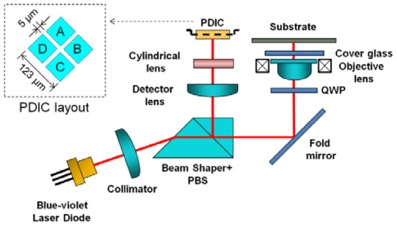 5 µm
A
D
B
C
123 µm
PDIC layout
PDIC
Cylindrical
lens
Detector
lens
Substrate
Cover glass
Objective
lens
QWP
Fold
mirror
Beam Shaper+
PBS
Collimator
Blue-violet
Laser Diode